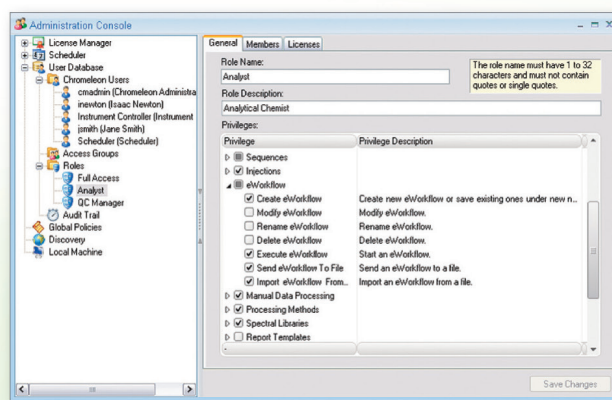 Administration Console
License Manager
Scheduler
User Database
Chromeleon Users
cmadmin (Chromeleon Administra
inewton (Isaac Newton)
Instrument Controller (Instrument
jsmith (Jane Smith)
Scheduler (Scheduler)
Access Groups
Roles
Full Access
Analyst
QC Manager
Audit Trail
Global Policies
Discovery
Local Machine
General Members Licenses
Role Name:
Analyst
The role name must have 1 to 32
characters and must not contain
quotes or single quotes.
Role Description:
Analytical Chemist
Privileges:
Privilege Privilege Description
Sequences
Injections
eWorkflow
Create eWorkflow Create new eWorkflow or save existing ones under new n...
Modify eWorkflow Modify eWorkflow.
Rename eWorkflow Rename eWorkflow.
Delete eWorkflow Delete eWorkflow.
Execute eWorkflow Start an eWorkflow.
Send eWorkflow To File Send an eWorkflow to a file.
Import eWorkflow From... Import an eWorkflow from a file.
Manual Data Processing
Processing Methods
Spectral Libraries
Report Templates
Save Changes